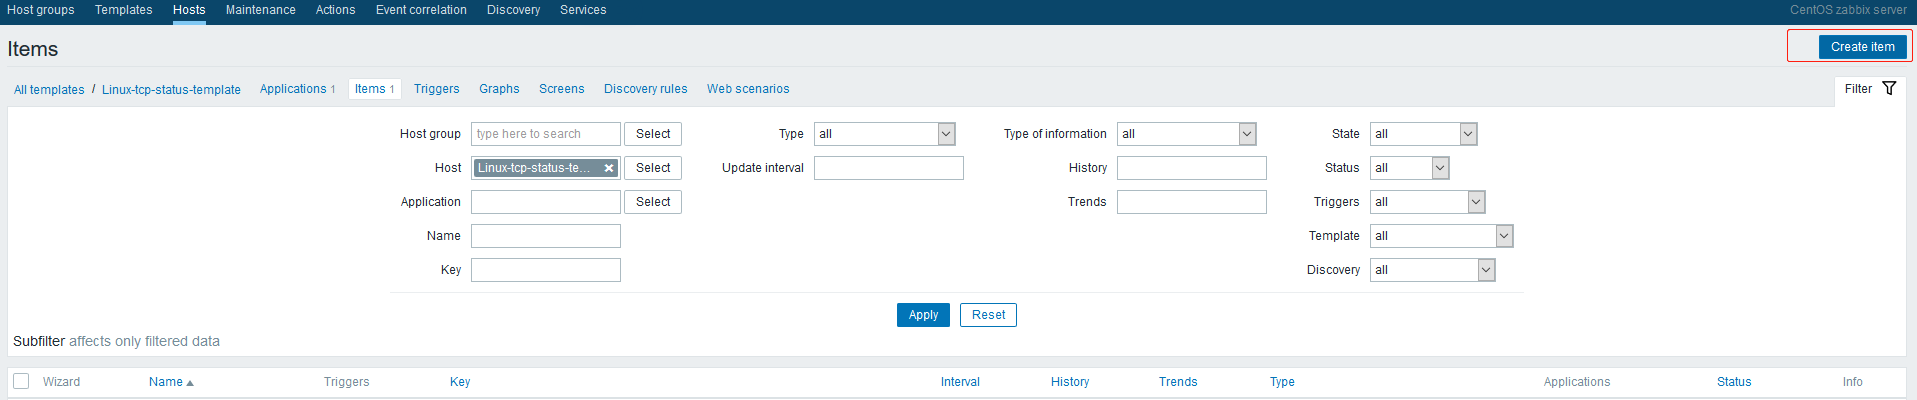 Host groups Templates Hosts Maintenance Actions Event correlation Discovery Services CentOS zabbix server
Items Create item
All templates / Linux-tcp-status-template Applications 1 Items 1 Triggers Graphs Screens Discovery rules Web scenarios Filter
Host group type here to search Select Type all Type of information all State all
Host Linux-tcp-status-te... Select Update interval History Status all
Application Select Trends Triggers all
Name Template all
Key Discovery all
Apply Reset
Subfilter affects only filtered data
Wizard Name Triggers Key Interval History Trends Type Applications Status Info